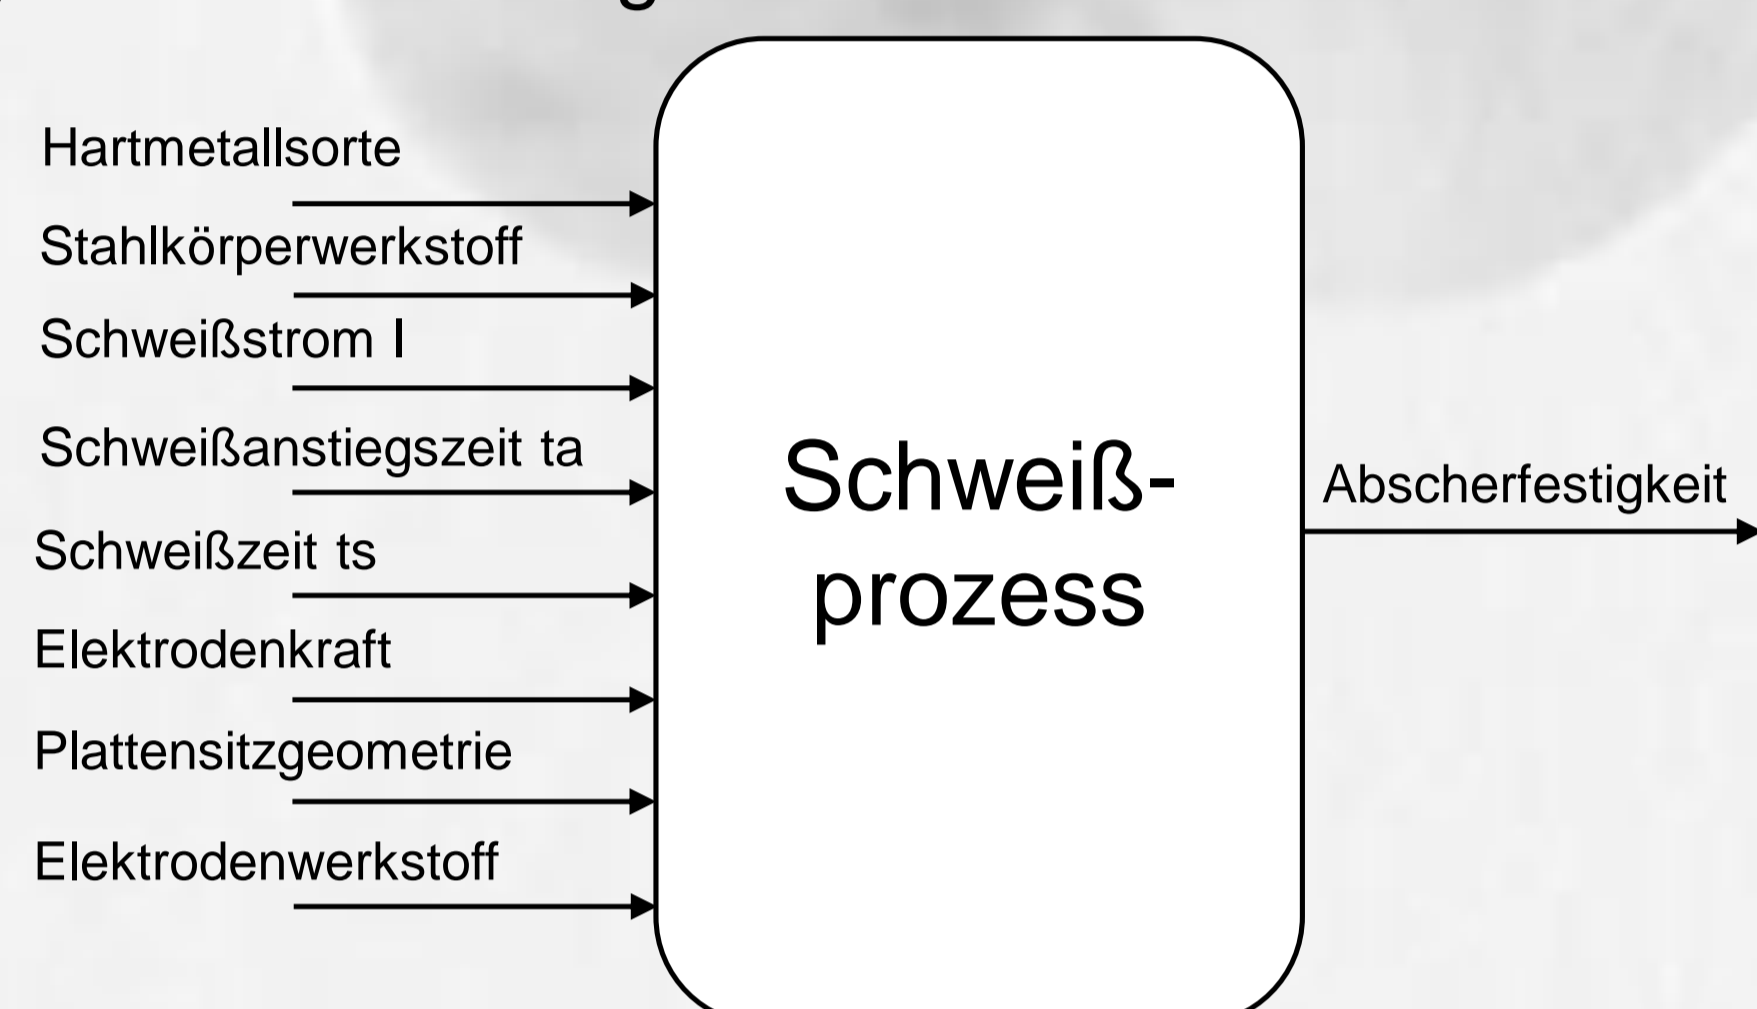 Hartmetallsorte
Stahlkörperwerkstoff
Schweißstrom I
Schweißanstiegszeit ta
Schweißzeit ts
Elektrodenkraft
Plattensitzgeometrie
Elektrodenwerkstoff
Schweiß-
prozess
Abscherfestigkeit